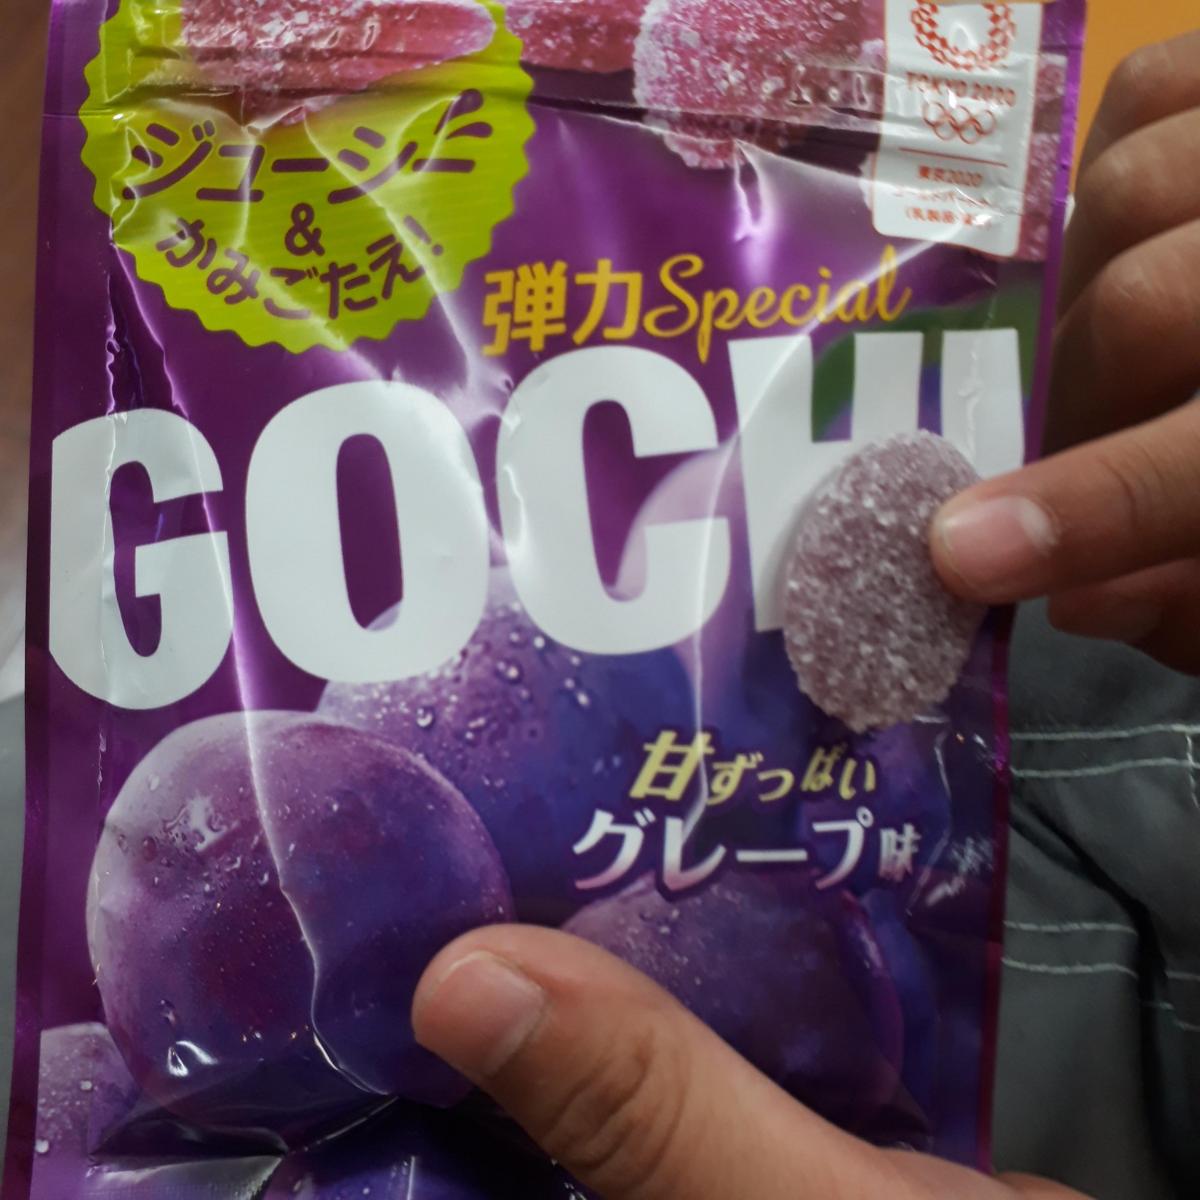 ジューシー
&
かみごたえ!
TOKYO 2020
東京2020
弾力Special
GOCHI
甘ずっぱい
グレープ味